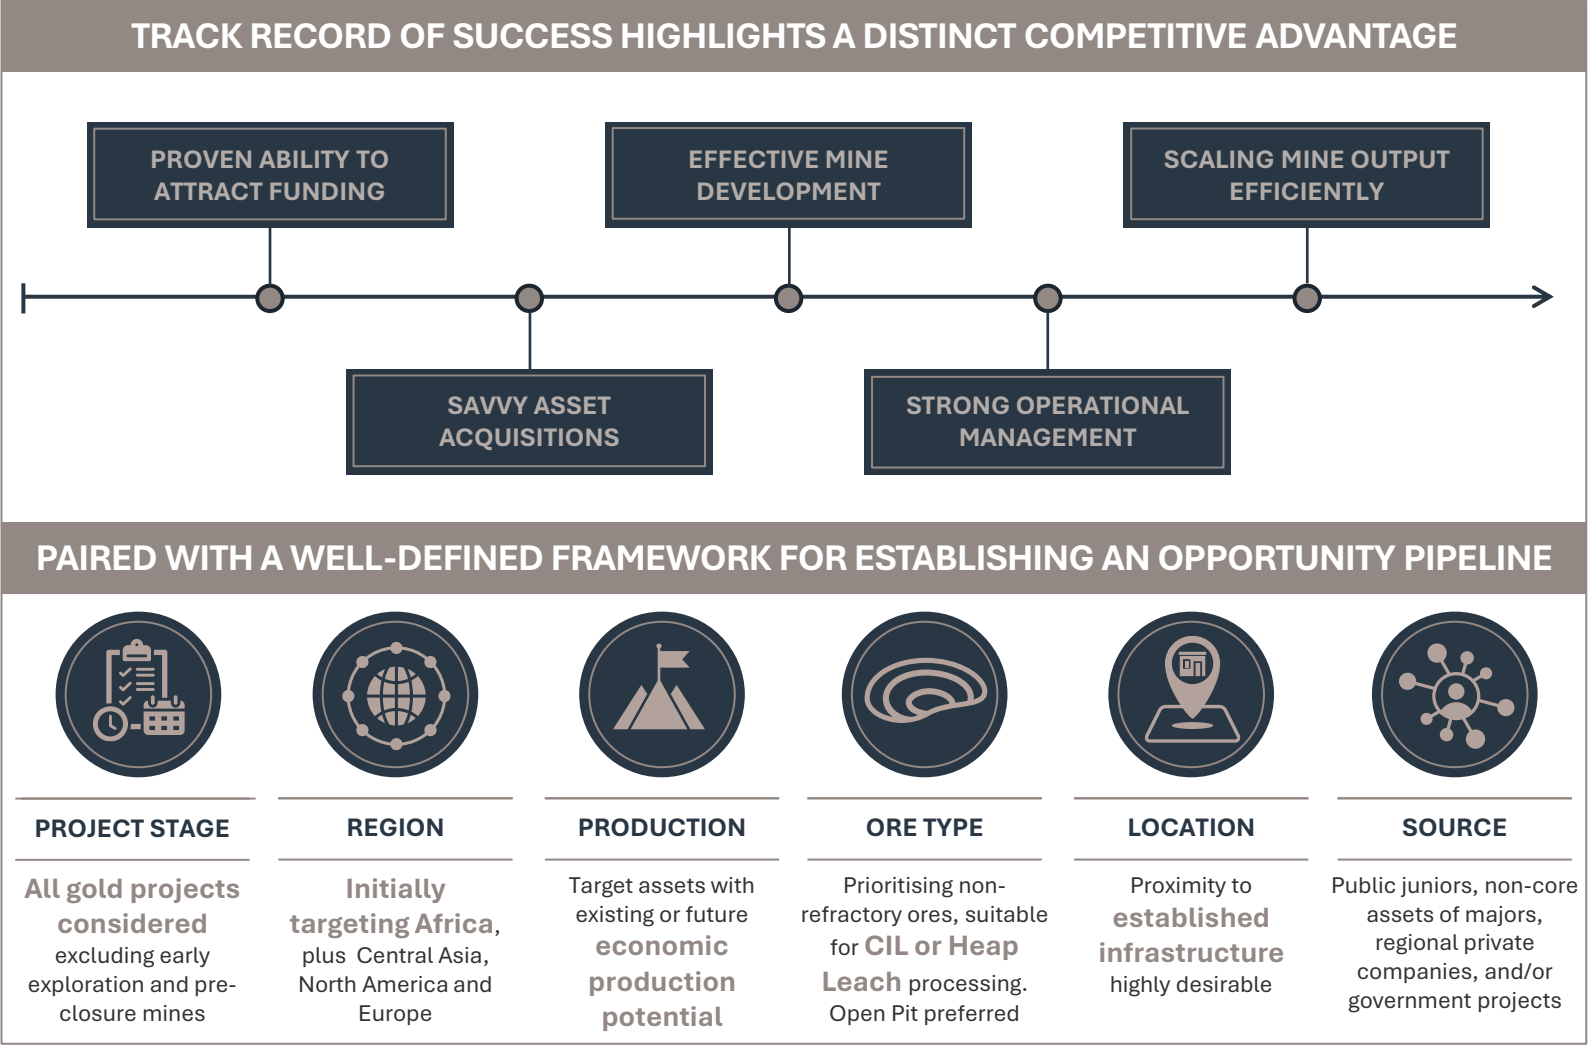 TRACK RECORD OF SUCCESS HIGHLIGHTS A DISTINCT COMPETITIVE ADVANTAGE
PROVEN ABILITY TO
ATTRACT FUNDING
SAVVY ASSET
ACQUISITIONS
EFFECTIVE MINE
DEVELOPMENT
STRONG OPERATIONAL
MANAGEMENT
SCALING MINE OUTPUT
EFFICIENTLY
PAIRED WITH A WELL-DEFINED FRAMEWORK FOR ESTABLISHING AN OPPORTUNITY PIPELINE
PROJECT STAGE
All gold projects
considered
excluding early
exploration and pre-
closure mines
REGION
Initially
targeting Africa,
plus Central Asia,
North America and
Europe
PRODUCTION
Target assets with
existing or future
economic
production
potential
ORE TYPE
Prioritising non-
refractory ores, suitable
for CIL or Heap
Leach processing.
Open Pit preferred
LOCATION
Proximity to
established
infrastructure
highly desirable
SOURCE
Public juniors, non-core
assets of majors,
regional private
companies, and/or
government projects